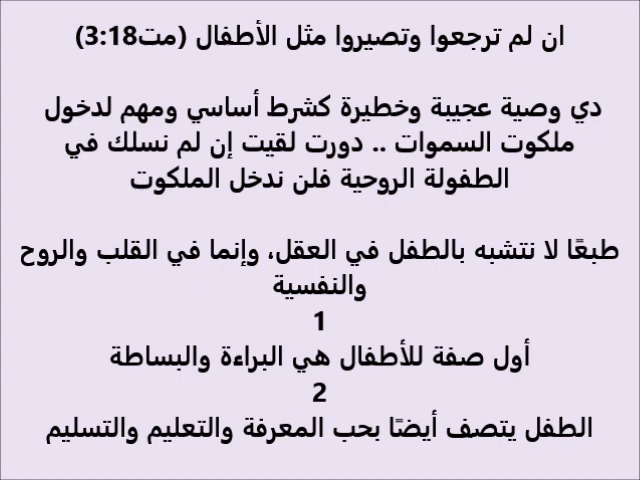 ان لم ترجعوا وتصيروا مثل الأطفال (مت3:18)
دي وصية عجيبة وخطيرة كشرط أساسي ومهم لدخول
ملكوت السموات .. دورت لقيت إن لم نسلك في
الطفولة الروحية فلن ندخل الملكوت
طبعًا لا نتشبه بالطفل في العقل، وإنما في القلب والروح
والنفسية
1
أول صفة للأطفال هي البراءة والبساطة
2
الطفل يتصف أيضًا بحب المعرفة والتعليم والتسليم